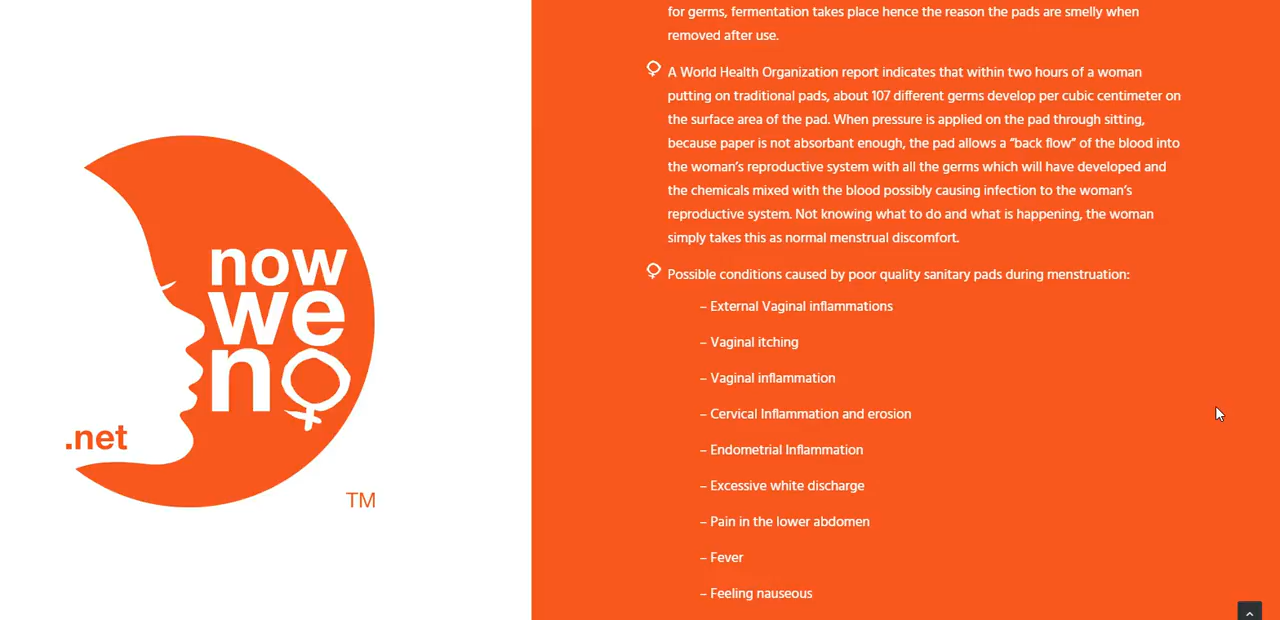 now
we
no
.net
TM
for germs, fermentation takes place hence the reason the pads are smelly when
removed after use.
A World Health Organization report indicates that within two hours of a woman
putting on traditional pads, about 107 different germs develop per cubic centimeter on
the surface area of the pad. When pressure is applied on the pad through sitting,
because paper is not absorbant enough, the pad allows a “back flow” of the blood into
the woman’s reproductive system with all the germs which will have developed and
the chemicals mixed with the blood possibly causing infection to the woman’s
reproductive system. Not knowing what to do and what is happening, the woman
simply takes this as normal menstrual discomfort.
Possible conditions caused by poor quality sanitary pads during menstruation:
– External Vaginal inflammations
– Vaginal itching
– Vaginal inflammation
– Cervical Inflammation and erosion
– Endometrial Inflammation
– Excessive white discharge
– Pain in the lower abdomen
– Fever
– Feeling nauseous